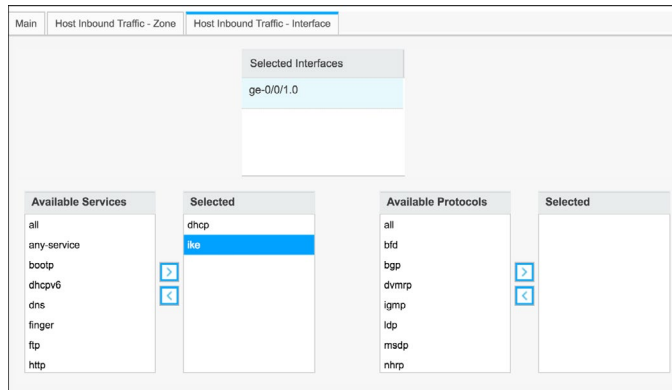 Main
Host Inbound Traffic - Zone
Host Inbound Traffic - Interface
Selected Interfaces
ge-0/0/1.0
Available Services
all
any-service
bootp
dhcpv6
dns
finger
ftp
http
Selected
dhcp
ike
Available Protocols
all
bfd
bgp
dvmrp
igmp
ldp
msdp
nhrp
Selected